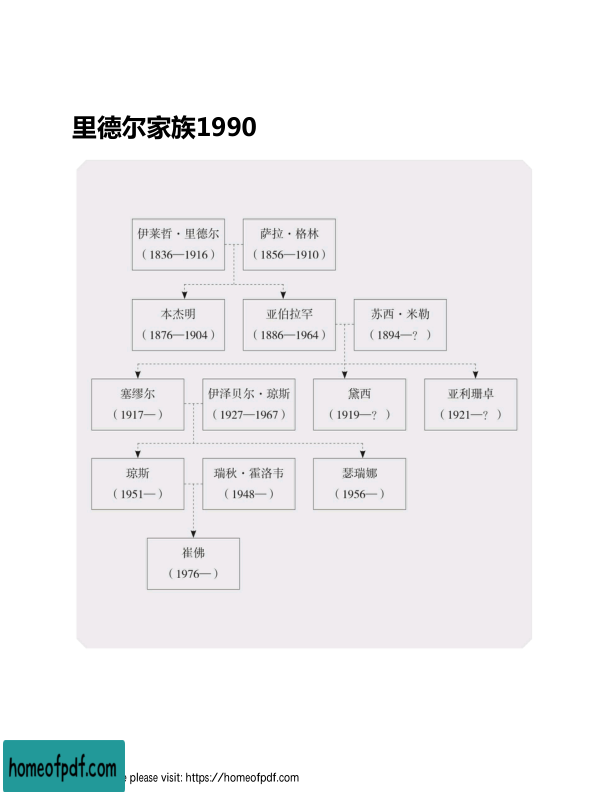 里德尔家族1990
伊莱哲·里德尔
（1836—1916）
萨拉·格林
（1856—1910）
本杰明
（1876—1904）
亚伯拉罕
（1886—1964）
苏西·米勒
（1894—？）
塞缪尔
（1917—）
伊泽贝尔·琼斯
（1927—1967）
黛西
（1919—？）
亚利珊卓
（1921—？）
琼斯
（1951—）
瑞秋·霍洛韦
（1948—）
瑟瑞娜
（1956—）
崔佛
（1976—）
homeofpdf.com
e please visit: https://homeofpdf.com